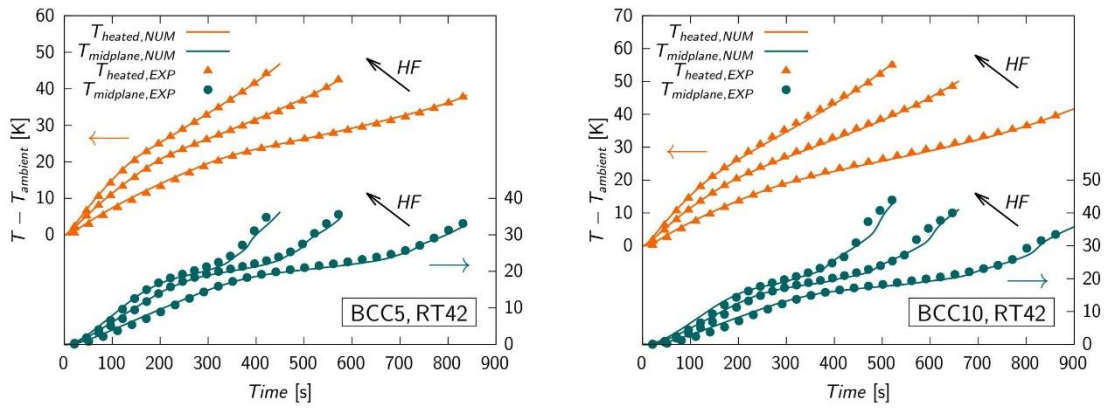 60
50
40
30
20
10
0
T − T_ambient [K]
T_heated,NUM
T_midplane,NUM
T_heated,EXP
T_midplane,EXP
HF
HF
40
30
20
10
0
BCC5, RT42
0 100 200 300 400 500 600 700 800 900
Time [s]
70
60
50
40
30
20
10
0
T − T_ambient [K]
T_heated,NUM
T_midplane,NUM
T_heated,EXP
T_midplane,EXP
HF
HF
50
40
30
20
10
0
BCC10, RT42
0 100 200 300 400 500 600 700 800 900
Time [s]